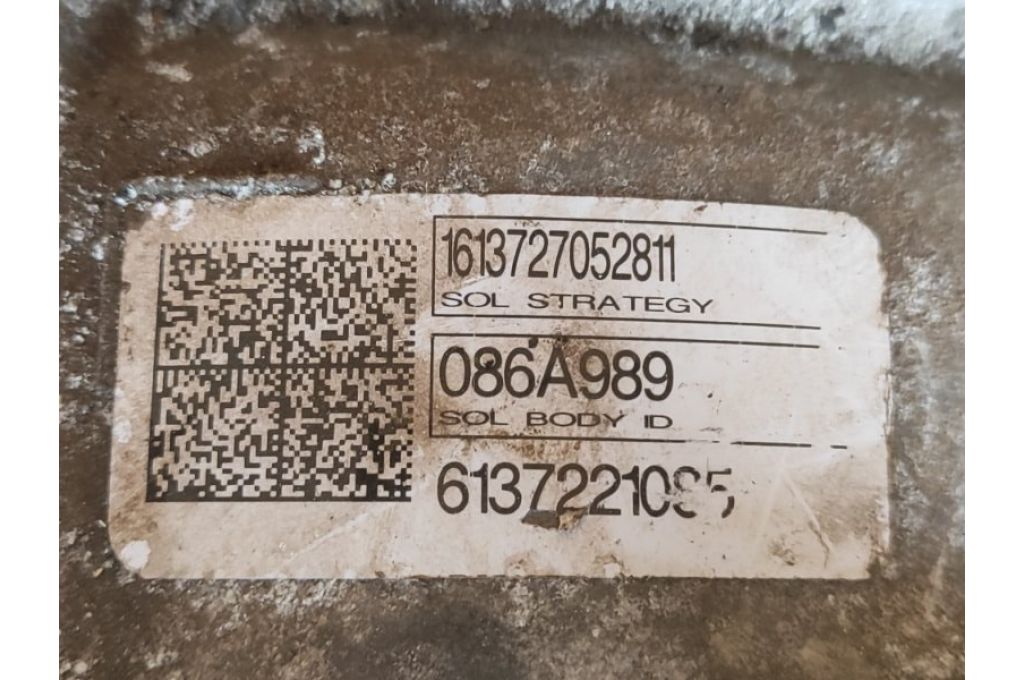 1613727052811
SOL STRATEGY
086A989
SOL BODY ID